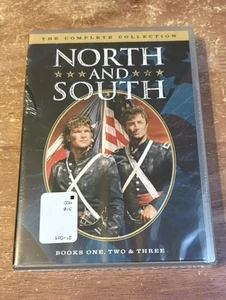 THE COMPLETE COLLECTION
NORTH
AND
SOUTH
BOOKS ONE, TWO & THREE